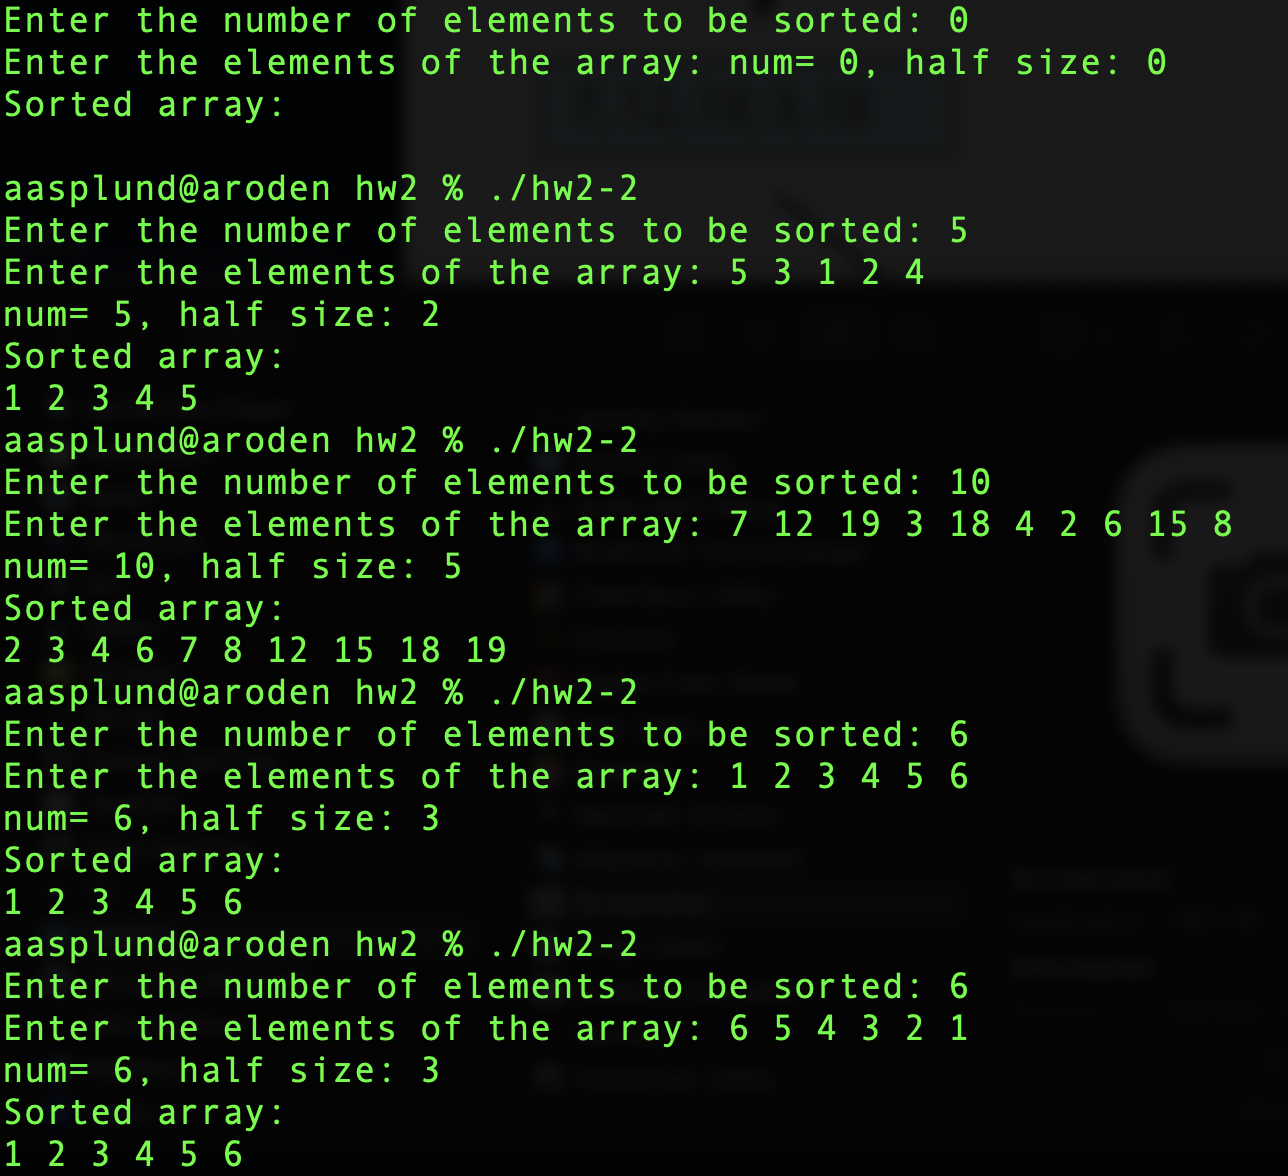 Enter the number of elements to be sorted: 0
Enter the elements of the array: num= 0, half size: 0
Sorted array:
aasplund@aroden hw2 % ./hw2-2
Enter the number of elements to be sorted: 5
Enter the elements of the array: 5 3 1 2 4
num= 5, half size: 2
Sorted array:
1 2 3 4 5
aasplund@aroden hw2 % ./hw2-2
Enter the number of elements to be sorted: 10
Enter the elements of the array: 7 12 19 3 18 4 2 6 15 8
num= 10, half size: 5
Sorted array:
2 3 4 6 7 8 12 15 18 19
aasplund@aroden hw2 % ./hw2-2
Enter the number of elements to be sorted: 6
Enter the elements of the array: 1 2 3 4 5 6
num= 6, half size: 3
Sorted array:
1 2 3 4 5 6
aasplund@aroden hw2 % ./hw2-2
Enter the number of elements to be sorted: 6
Enter the elements of the array: 6 5 4 3 2 1
num= 6, half size: 3
Sorted array:
1 2 3 4 5 6